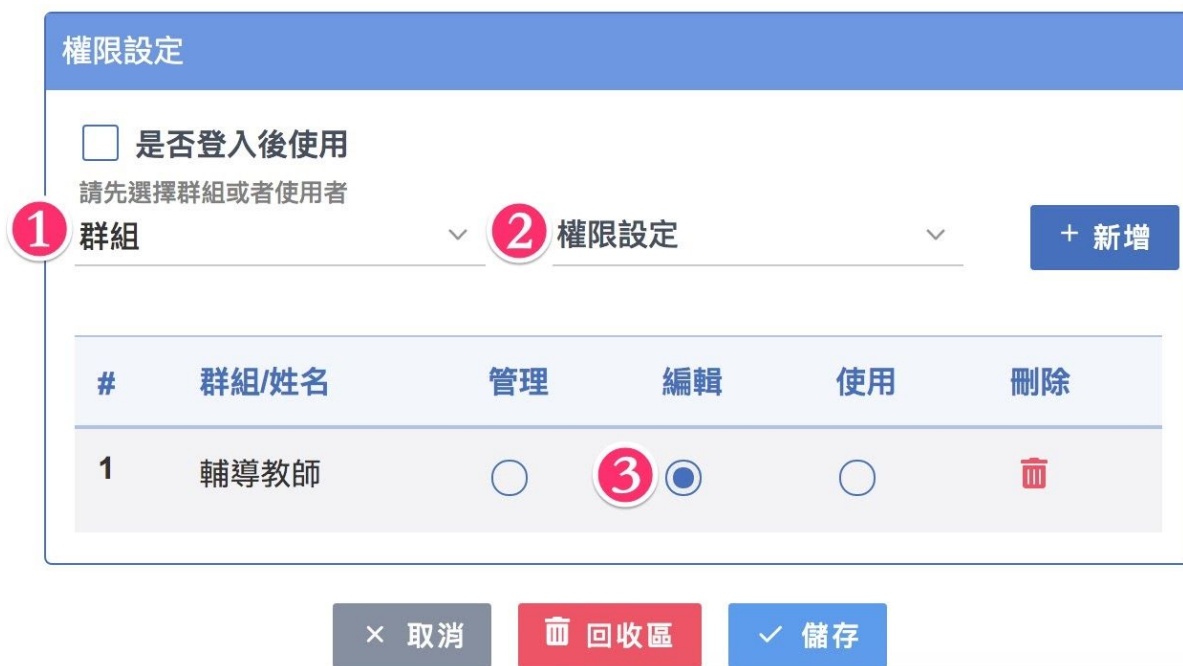 權限設定
是否登入後使用
請先選擇群組或者使用者
1 群組 2 權限設定 + 新增
# 群組/姓名 管理 編輯 使用 刪除
1 輔導教師 3
× 取消 回收區 ✓ 儲存